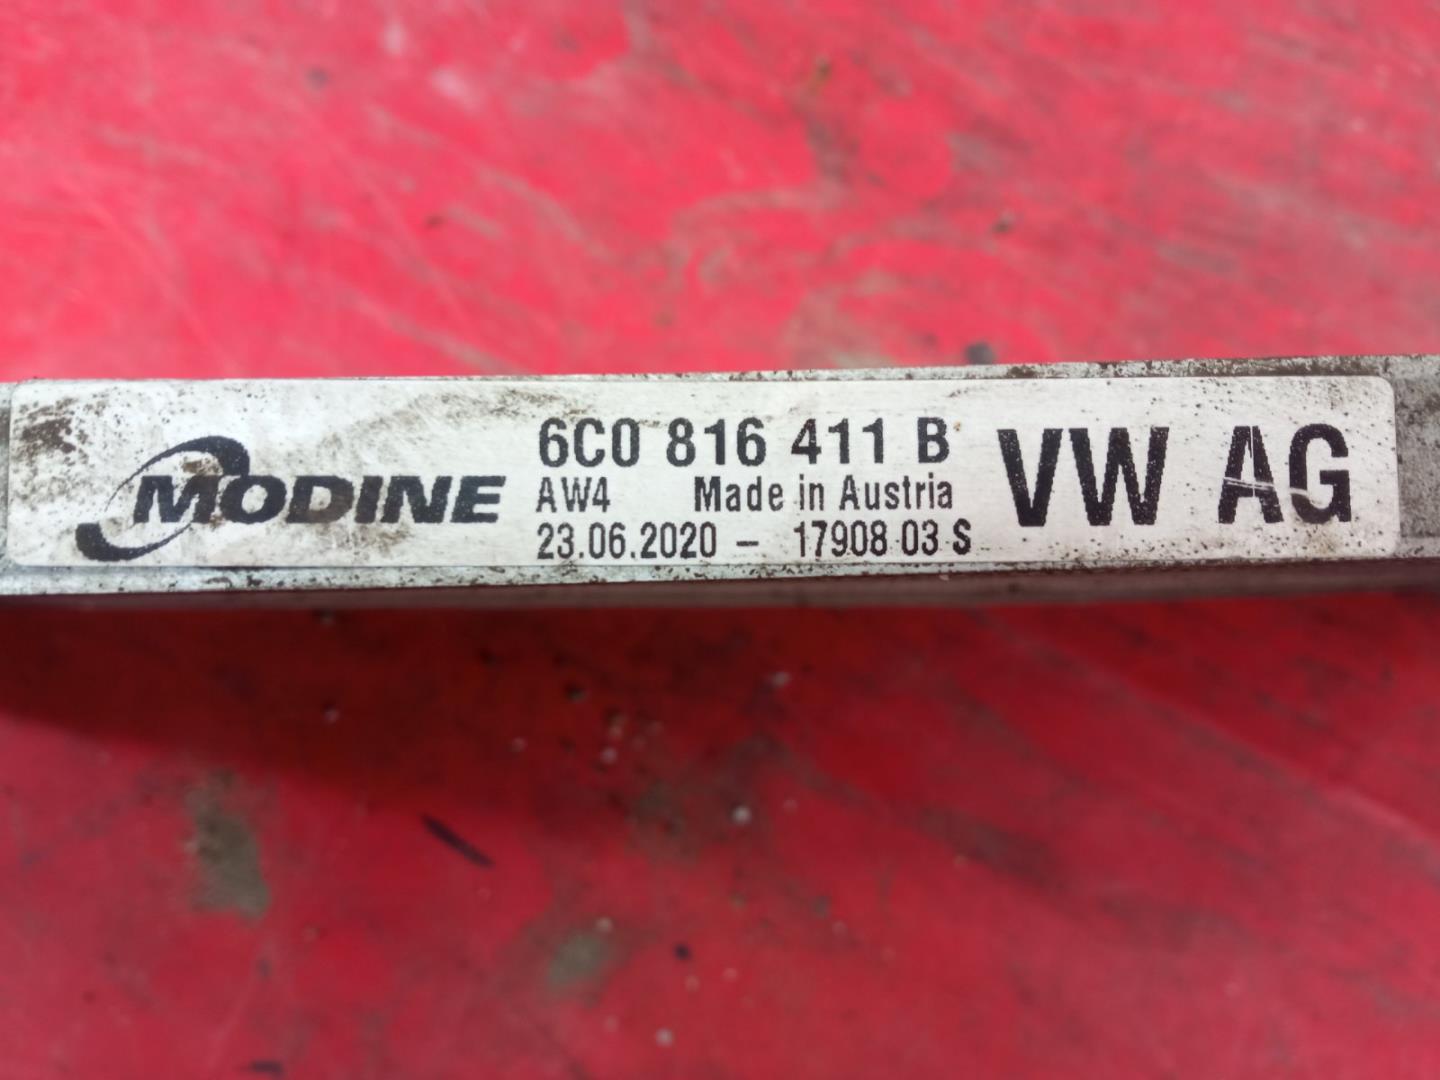 MODINE
6C0 816 411 B
AW4 Made in Austria
23.06.2020 - 17908 03 S
VW AG